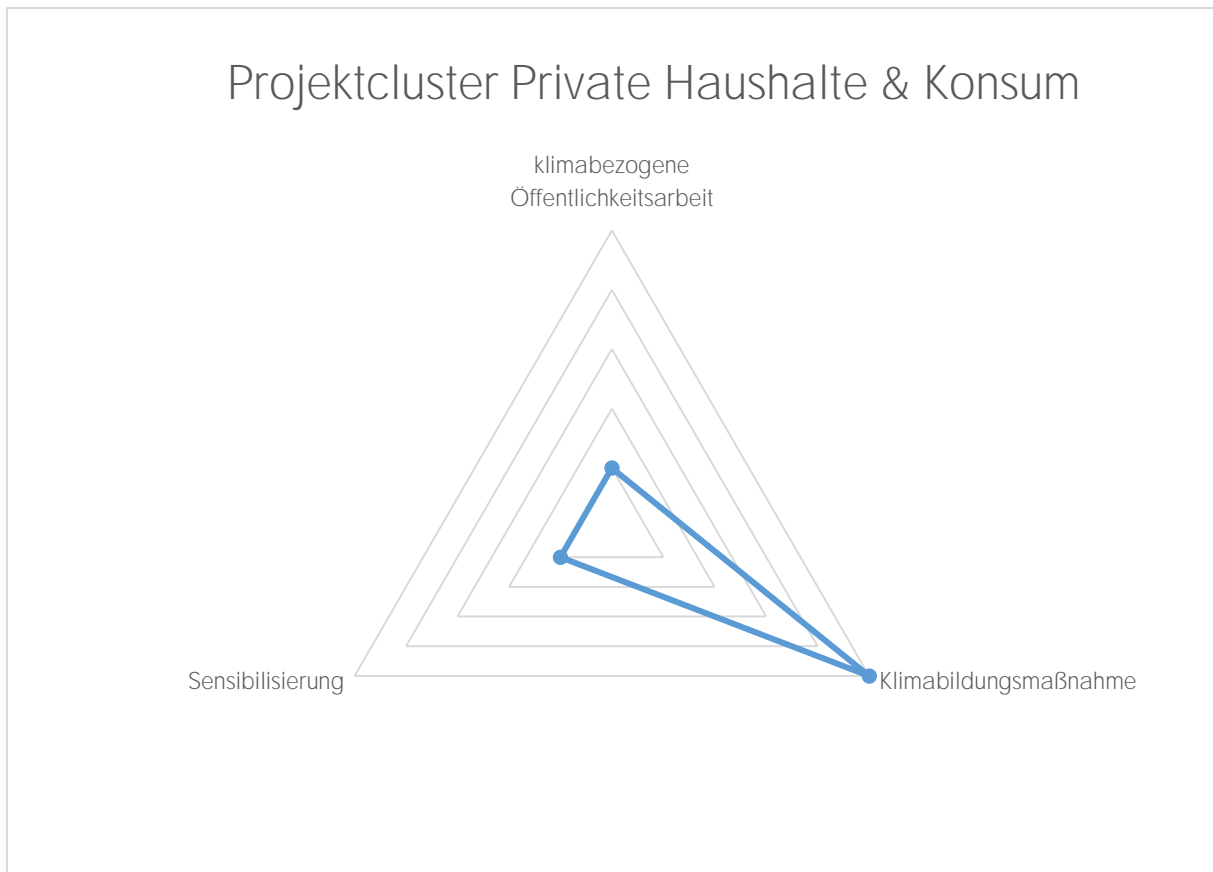 Projektcluster Private Haushalte & Konsum
klimabezogene
Öffentlichkeitsarbeit
Sensibilisierung
Klimabildungsmaßnahme